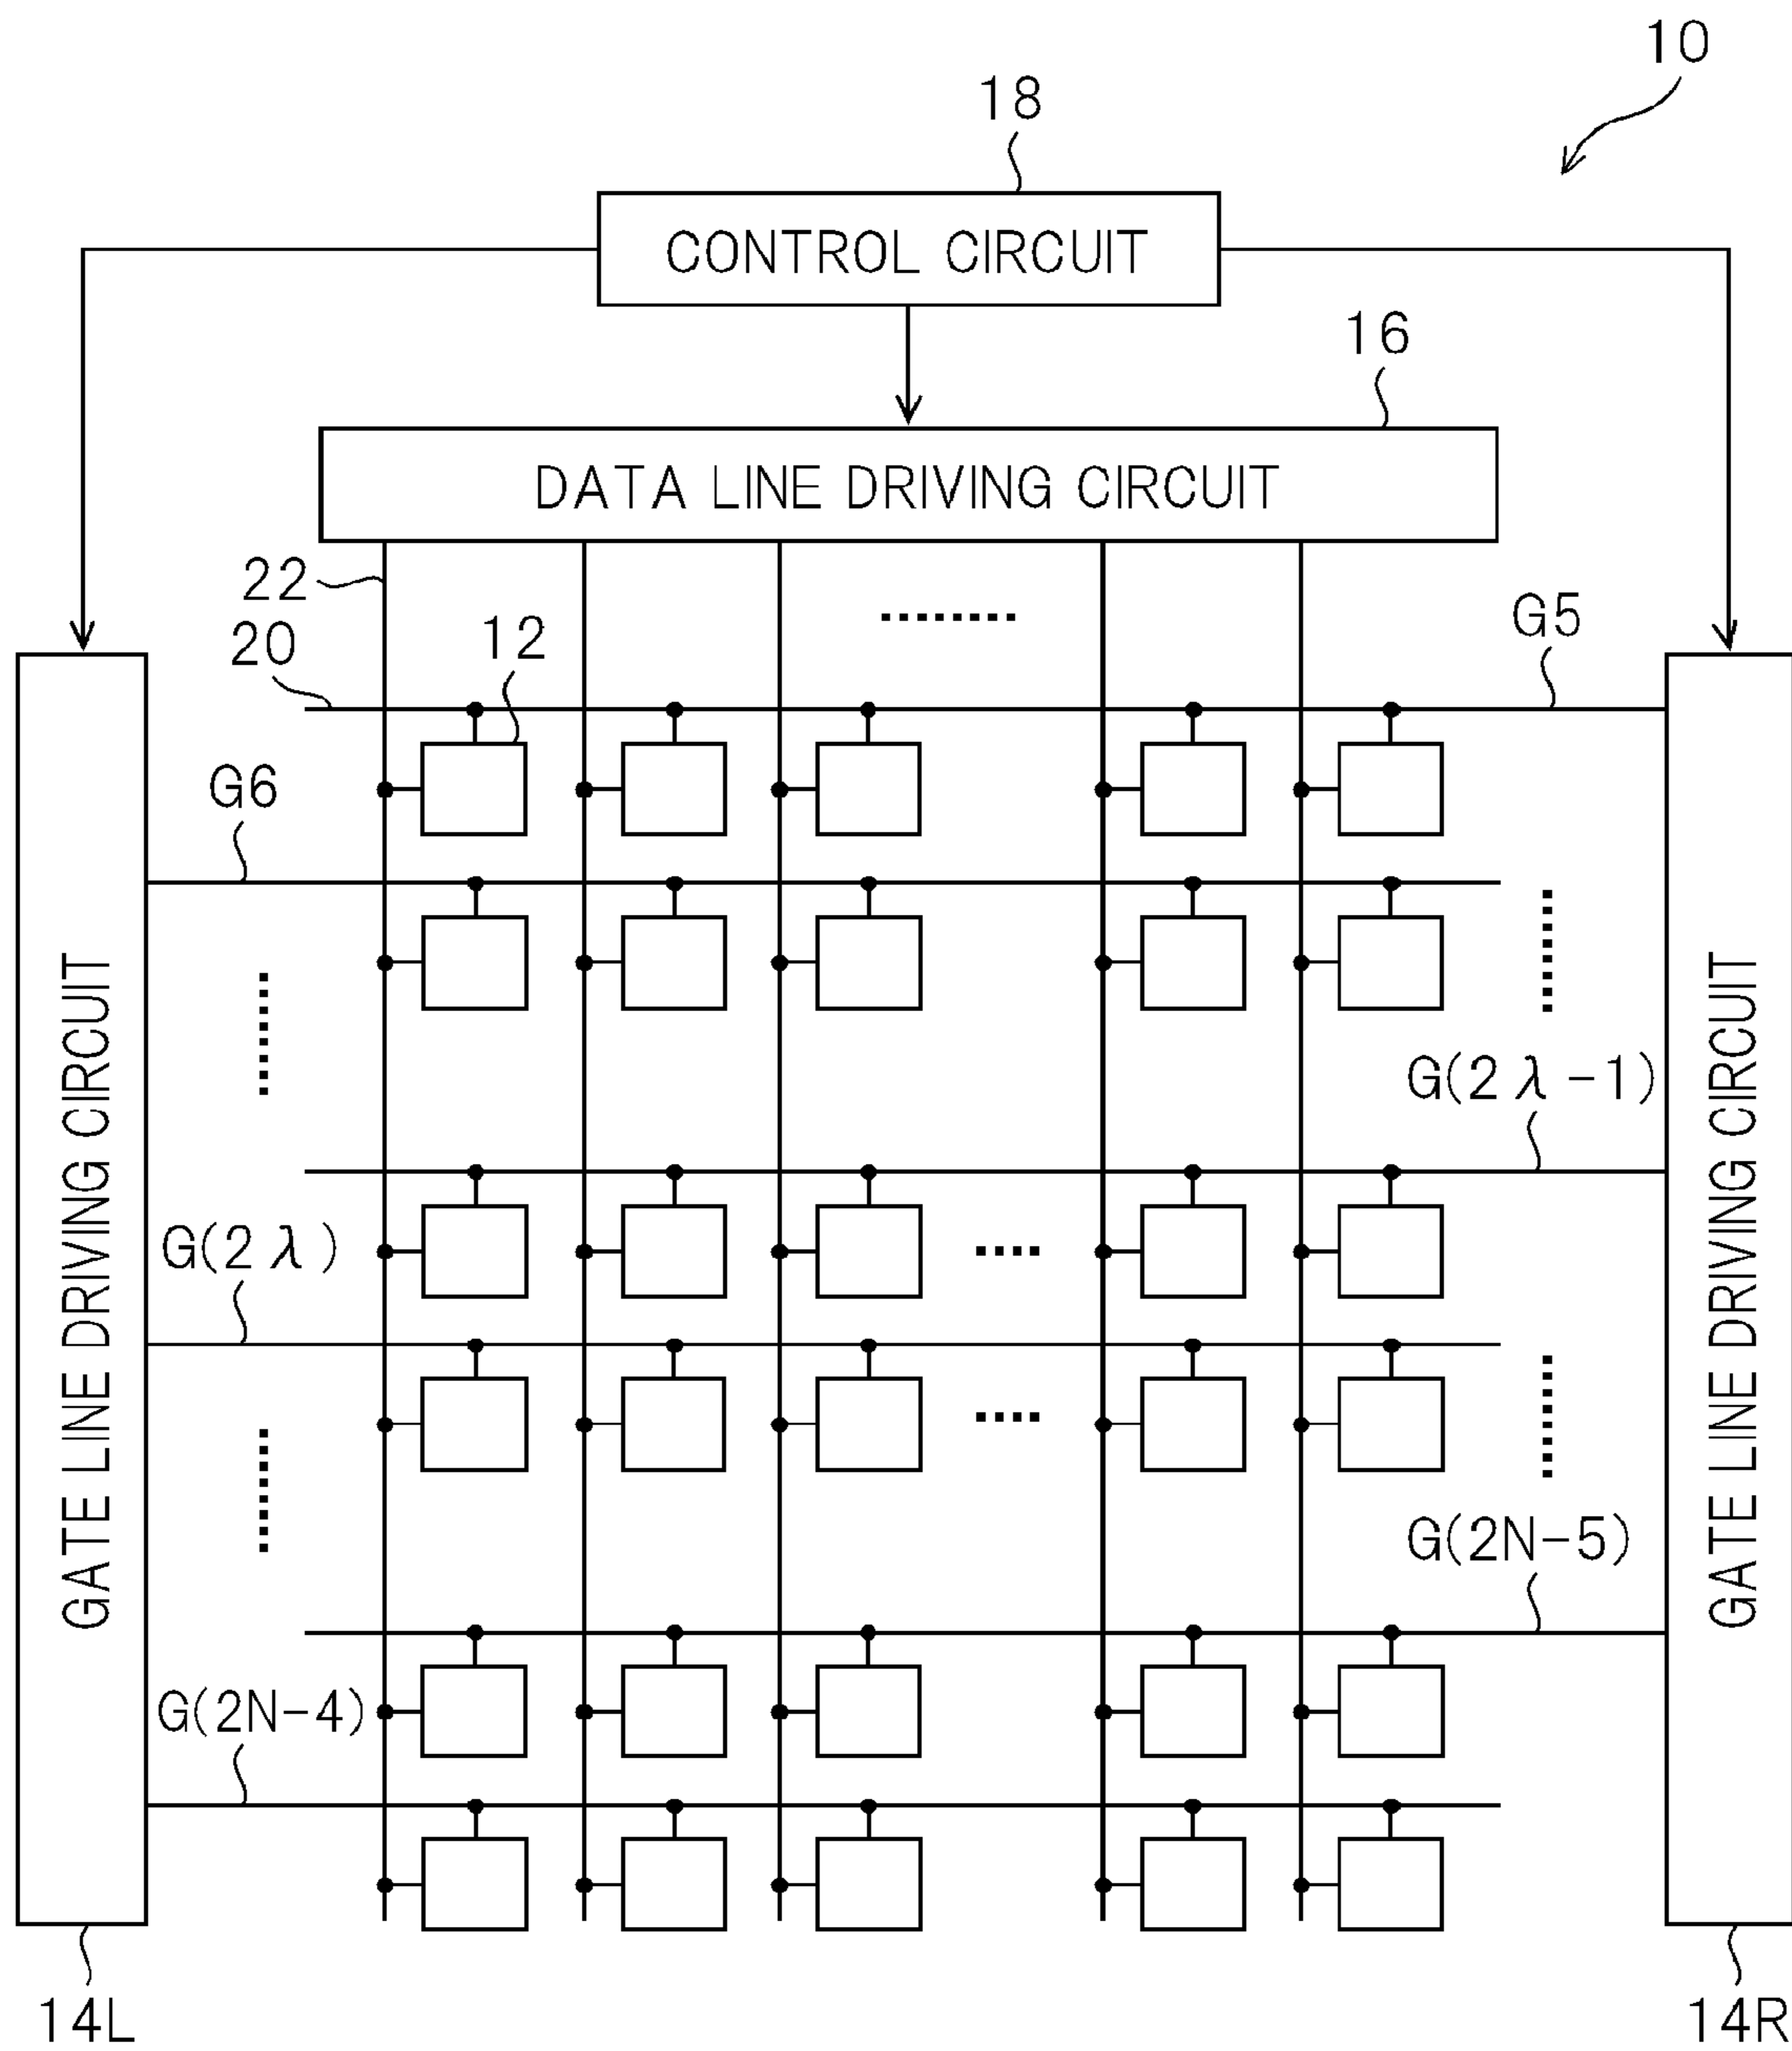 10
18
CONTROL CIRCUIT
16
DATA LINE DRIVING CIRCUIT
22
20
12
G5
G6
GATE LINE DRIVING CIRCUIT
GATE LINE DRIVING CIRCUIT
G(2λ-1)
G(2λ)
G(2N-5)
G(2N-4)
14L
14R